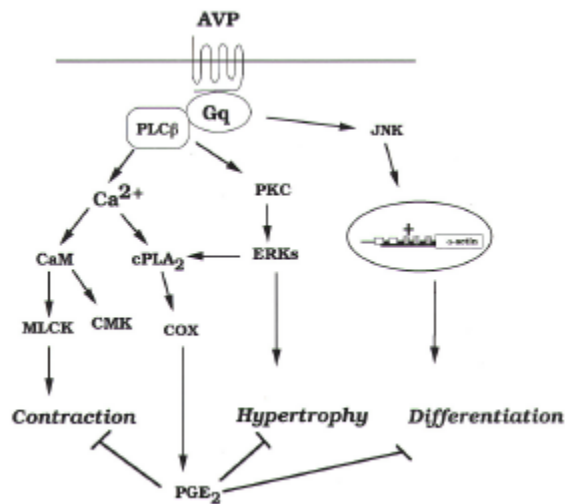 AVP
Gq
PLCβ
JNK
Ca2+
PKC
+
α-actin
CaM
cPLA2
ERKs
MLCK
CMK
COX
Contraction
Hypertrophy
Differentiation
PGE2